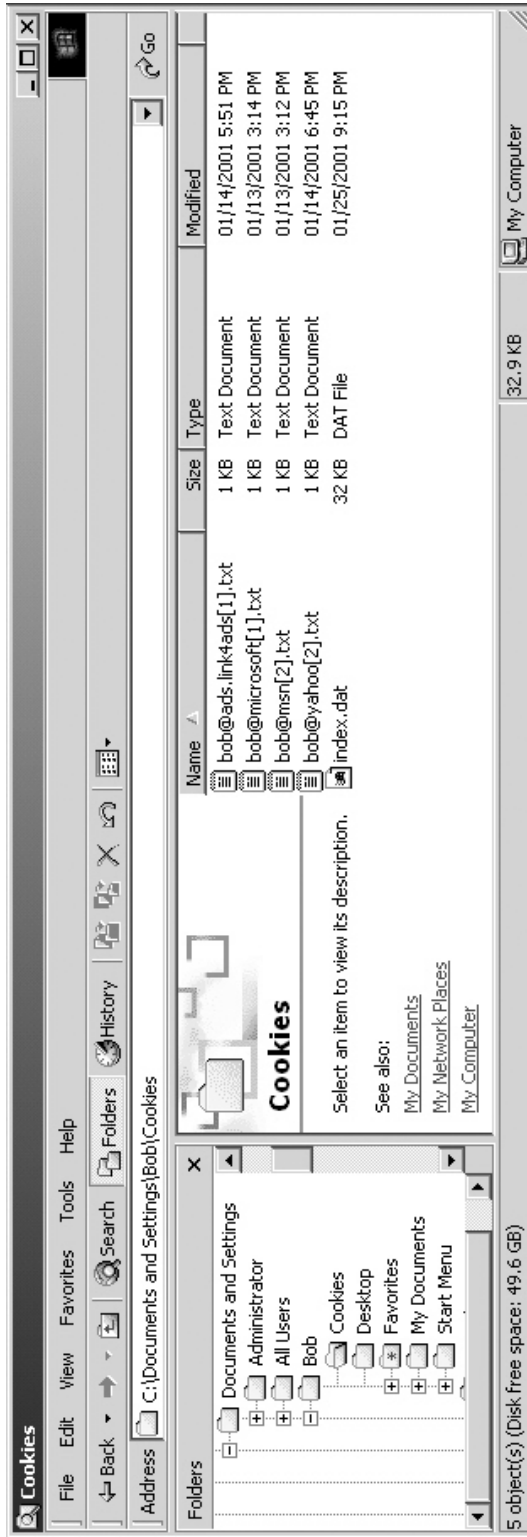 Cookies
File Edit View Favorites Tools Help
Back Search Folders History
Address C:\Documents and Settings\Bob\Cookies Go
Folders
Documents and Settings
Administrator
All Users
Bob
Cookies
Desktop
Favorites
My Documents
Start Menu
Cookies
Select an item to view its description.
See also:
My Documents
My Network Places
My Computer
Name Size Type Modified
bob@ads.link4ads[1].txt 1 KB Text Document 01/14/2001 5:51 PM
bob@microsoft[1].txt 1 KB Text Document 01/13/2001 3:14 PM
bob@msn[2].txt 1 KB Text Document 01/13/2001 3:12 PM
bob@yahoo[2].txt 1 KB Text Document 01/14/2001 6:45 PM
index.dat 32 KB DAT File 01/25/2001 9:15 PM
5 object(s) (Disk free space: 49.6 GB) 32.9 KB My Computer